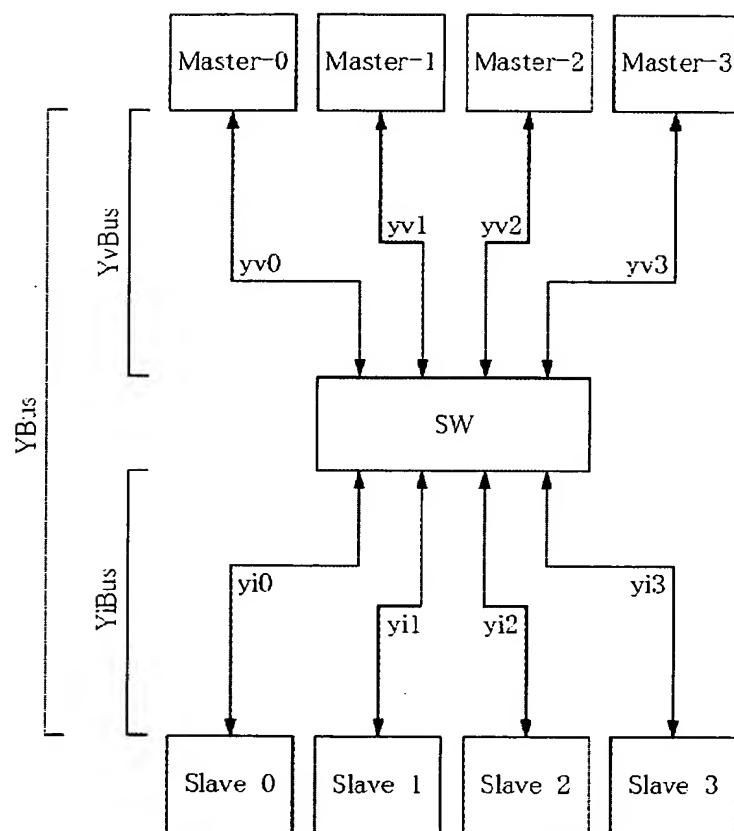 Master-0 Master-1 Master-2 Master-3
YvBus
yv0
yv1
yv2
yv3
YBus
SW
YiBus
yi0
yi1
yi2
yi3
Slave 0 Slave 1 Slave 2 Slave 3